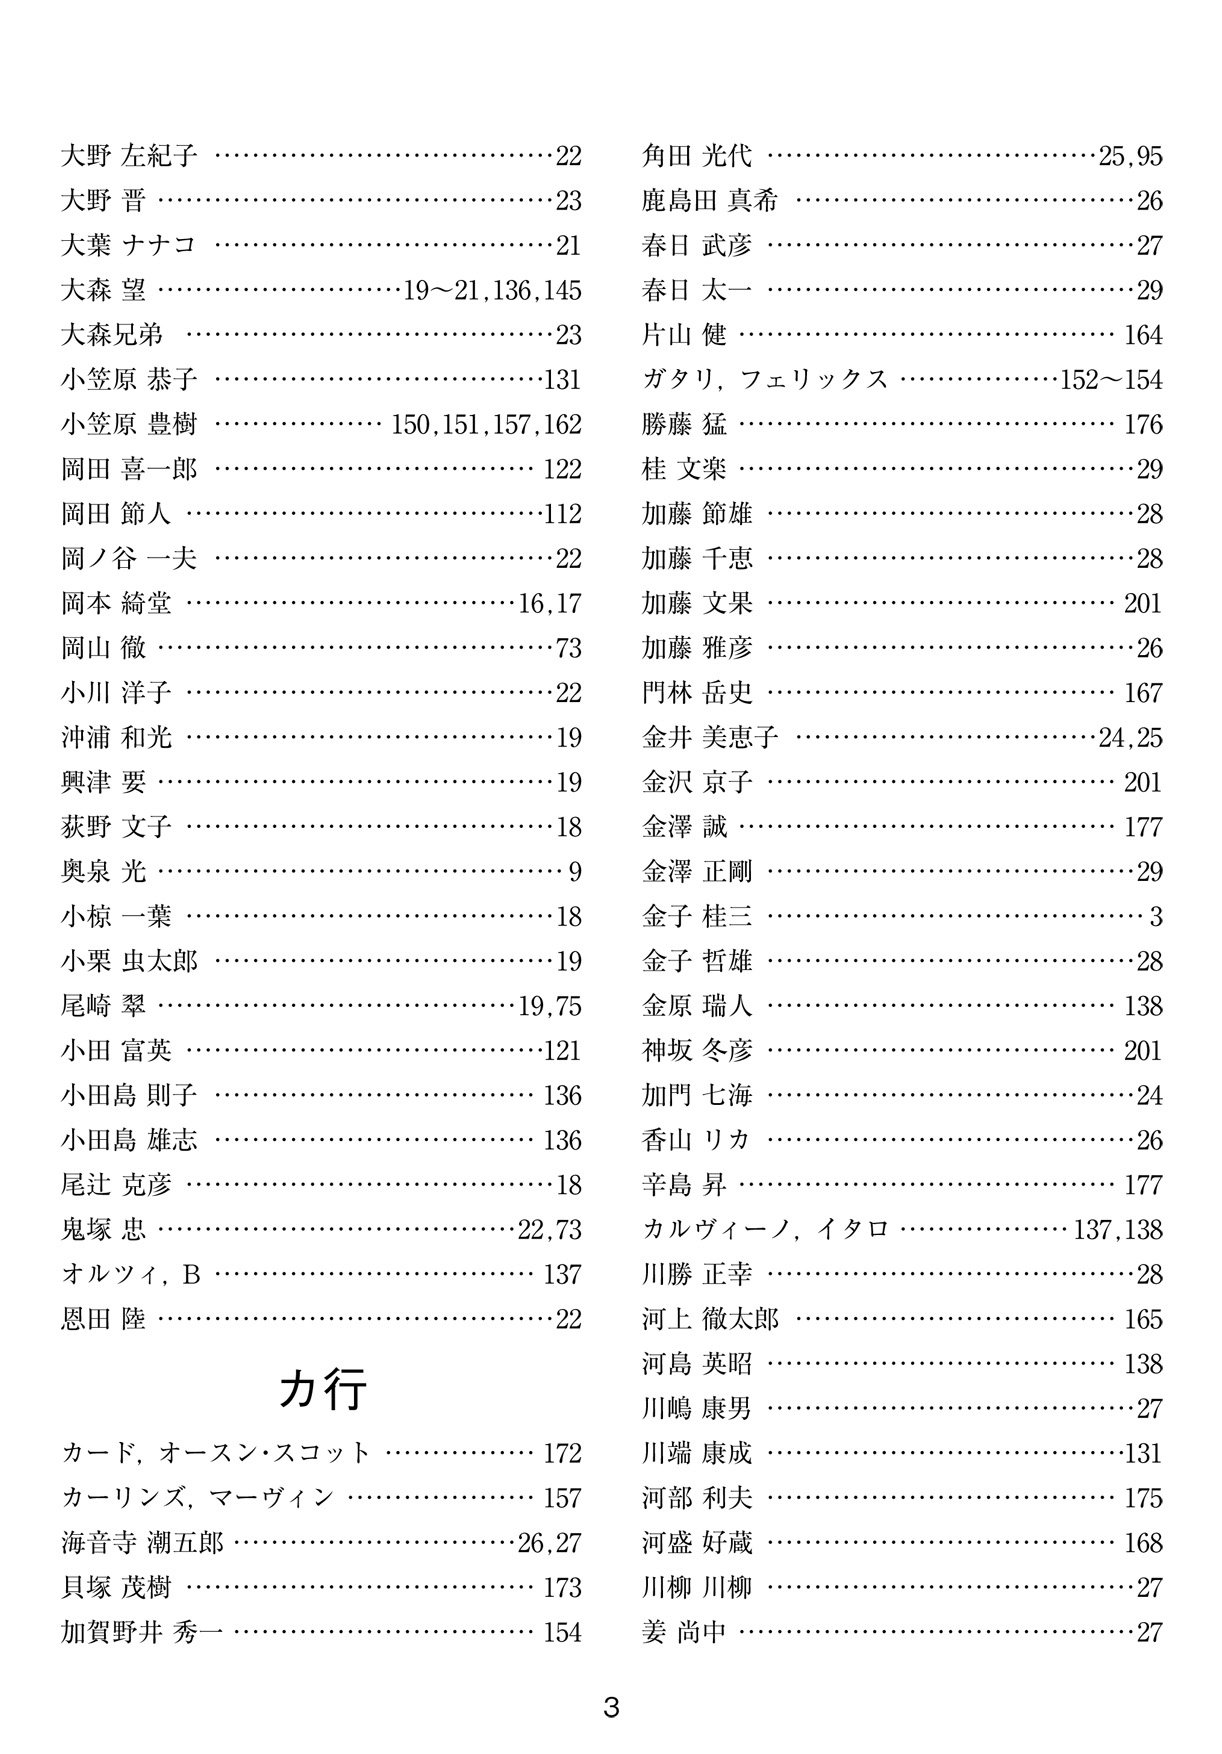 大野 左紀子 …………………………………22
大野 晋 ……………………………………23
大葉 ナナコ ………………………………21
大森 望 ……………………19～21,136,145
大森兄弟 …………………………………23
小笠原 恭子 ……………………………131
小笠原 豊樹 ……………… 150,151,157,162
岡田 喜一郎 …………………………… 122
岡田 節人 ………………………………112
岡ノ谷 一夫 ………………………………22
岡本 綺堂 ……………………………16,17
岡山 徹 ……………………………………73
小川 洋子 …………………………………22
沖浦 和光 …………………………………19
興津 要 ……………………………………19
荻野 文子 …………………………………18
奥泉 光 …………………………………… 9
小椋 一葉 …………………………………18
小栗 虫太郎 ………………………………19
尾崎 翠 ………………………………19,75
小田 富英 ………………………………121
小田島 則子 …………………………… 136
小田島 雄志 …………………………… 136
尾辻 克彦 …………………………………18
鬼塚 忠 ………………………………22,73
オルツィ, B …………………………… 137
恩田 陸 ……………………………………22
カ行
カード, オースン・スコット …………… 172
カーリンズ, マーヴィン ……………… 157
海音寺 潮五郎 …………………………26,27
貝塚 茂樹 ……………………………… 173
加賀野井 秀一 ………………………… 154
角田 光代 ……………………………25,95
鹿島田 真希 ………………………………26
春日 武彦 …………………………………27
春日 太一 …………………………………29
片山 健 ………………………………… 164
ガタリ, フェリックス ……………152～154
勝藤 猛 ………………………………… 176
桂 文楽 ……………………………………29
加藤 節雄 …………………………………28
加藤 千恵 …………………………………28
加藤 文果 ……………………………… 201
加藤 雅彦 …………………………………26
門林 岳史 ……………………………… 167
金井 美恵子 …………………………24,25
金沢 京子 ……………………………… 201
金澤 誠 ………………………………… 177
金澤 正剛 …………………………………29
金子 桂三 ………………………………… 3
金子 哲雄 …………………………………28
金原 瑞人 ……………………………… 138
神坂 冬彦 ……………………………… 201
加門 七海 …………………………………24
香山 リカ …………………………………26
辛島 昇 ………………………………… 177
カルヴィーノ, イタロ ………………137,138
川勝 正幸 …………………………………28
河上 徹太郎 …………………………… 165
河島 英昭 ……………………………… 138
川嶋 康男 …………………………………27
川端 康成 ………………………………131
河部 利夫 ……………………………… 175
河盛 好蔵 ……………………………… 168
川柳 川柳 …………………………………27
姜 尚中 ……………………………………27
3